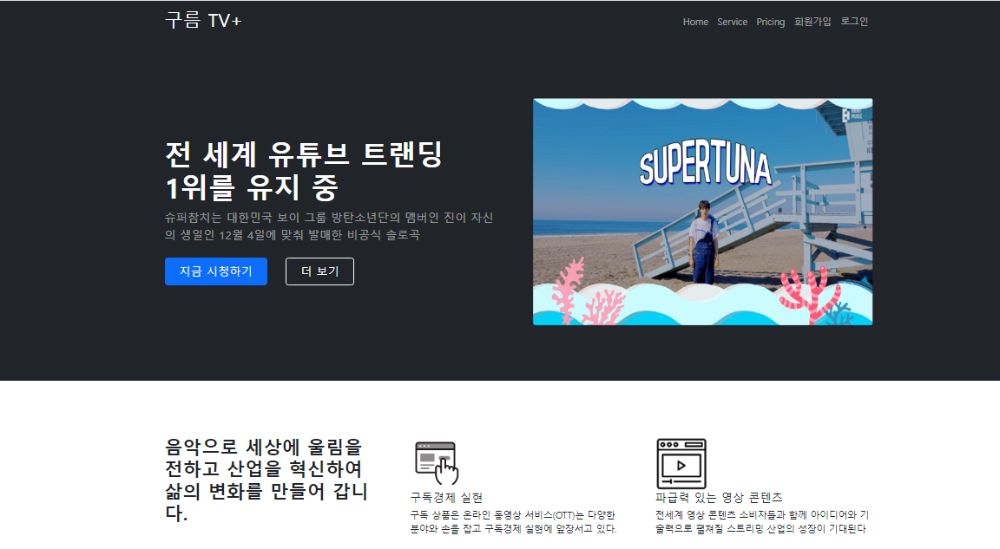 구름 TV+
Home Service Pricing 회원가입 로그인
전 세계 유튜브 트랜딩
1위를 유지 중
슈퍼참치는 대한민국 보이 그룹 방탄소년단의 멤버인 진이 자신
의 생일인 12월 4일에 맞춰 발매한 비공식 솔로곡
지금 시청하기
더 보기
SUPERTUNA
음악으로 세상에 울림을
전하고 산업을 혁신하여
삶의 변화를 만들어 갑니
다.
구독경제 실현
구독 상품은 온라인 동영상 서비스(OTT)는 다양한
분야와 손을 잡고 구독경제 실현에 앞장서고 있다.
파급력 있는 영상 콘텐츠
전세계 영상 콘텐츠 소비자들과 함께 아이디어와 기
술력으로 펼쳐질 스트리밍 산업의 성장이 기대된다